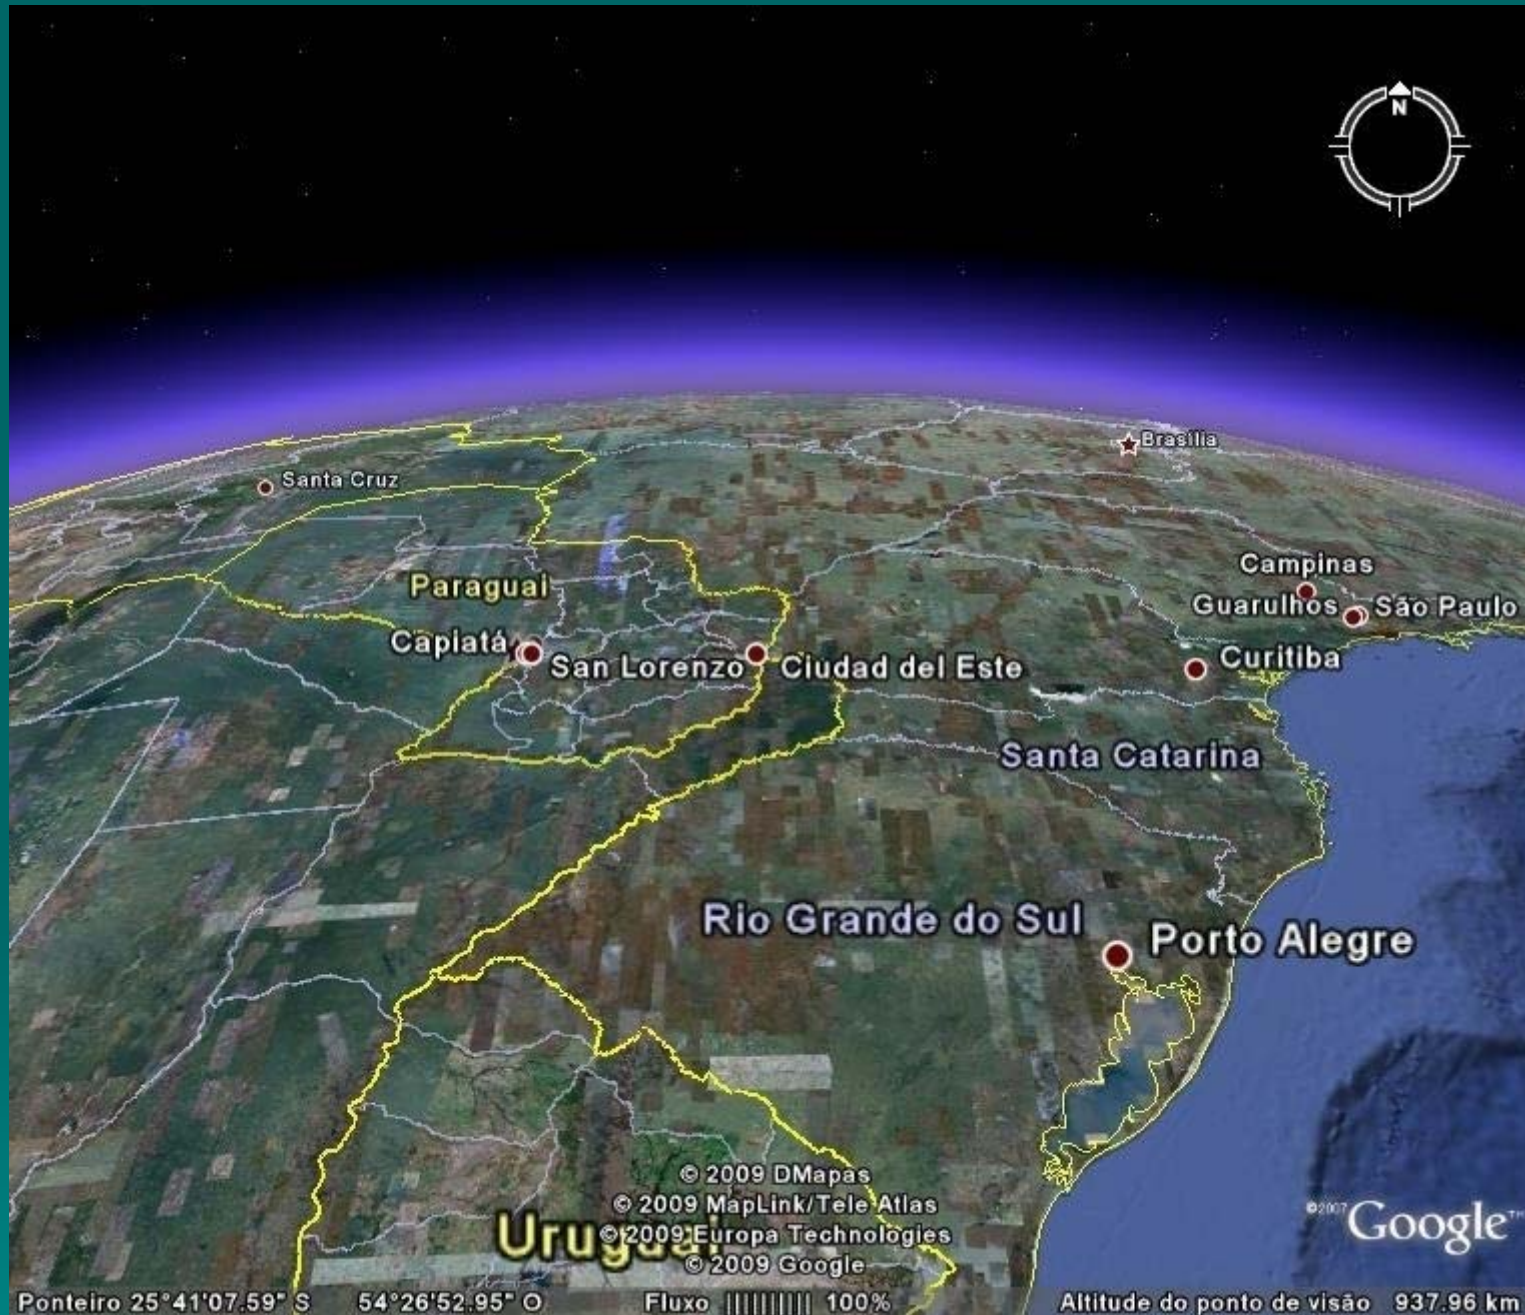 N
Brasília
Santa Cruz
Campinas
Paraguai
Guarulhos
São Paulo
Capiatá
San Lorenzo
Ciudad del Este
Curitiba
Santa Catarina
Rio Grande do Sul
Porto Alegre
© 2009 DMapas
© 2009 MapLink/Tele Atlas
Uruguai
© 2009 Europa Technologies
© 2009 Google
©2007 Google™
Ponteiro 25°41'07.59" S 54°26'52.95" O Fluxo |||||||||| 100% Altitude do ponto de visão 937.96 km